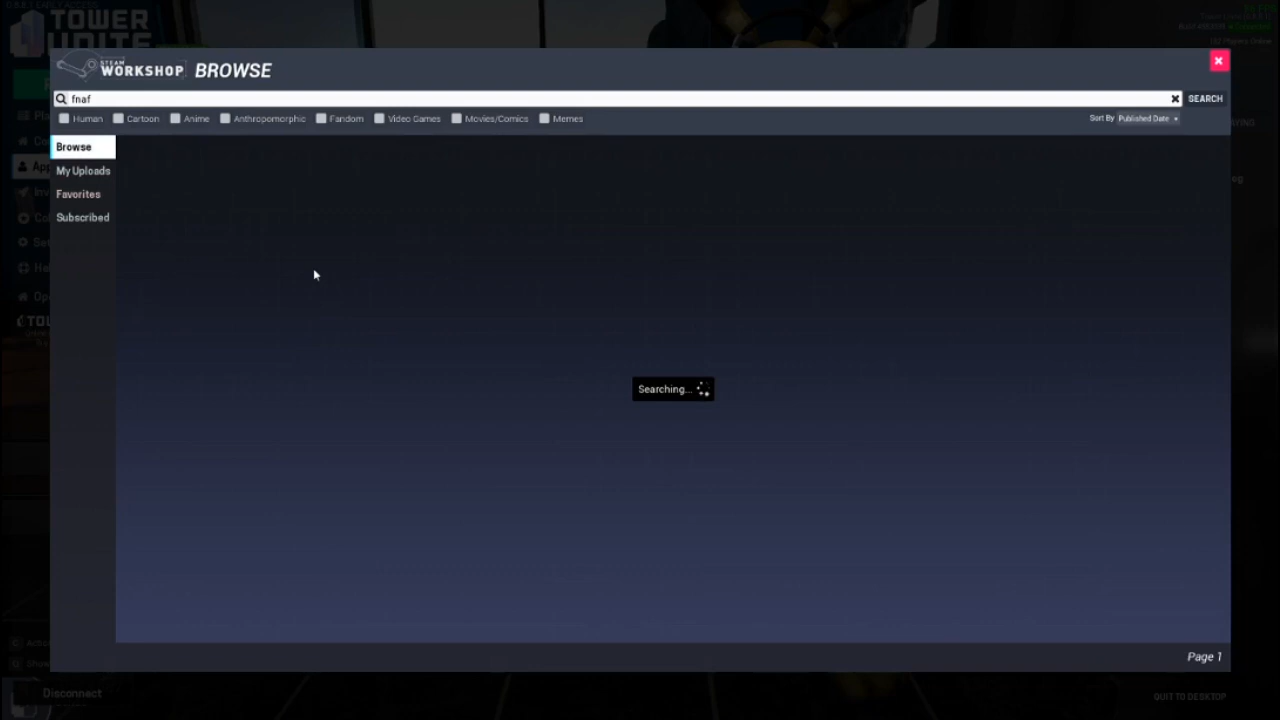 TOWER
UNITE
STEAM
WORKSHOP BROWSE
fnaf
SEARCH
Human Cartoon Anime Anthropomorphic Fandom Video Games Movies/Comics Memes
Sort By Published Date
Browse
My Uploads
Favorites
Subscribed
Searching...
Page 1
Disconnect
QUIT TO DESKTOP